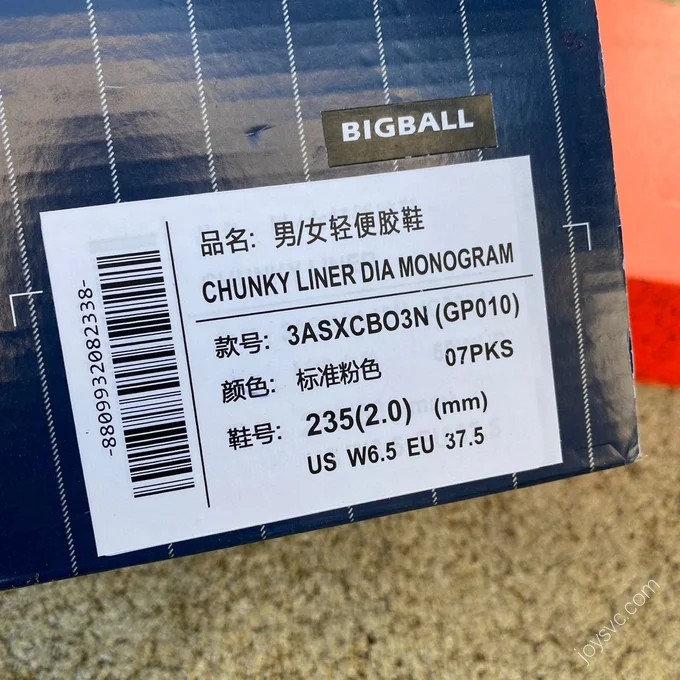 BIGBALL
品名: 男/女轻便胶鞋
CHUNKY LINER DIA MONOGRAM
款号: 3ASXCBO3N (GP010)
颜色: 标准粉色 07PKS
鞋号: 235(2.0) (mm)
US W6.5 EU 37.5
-8809932082338-
joysvc.com